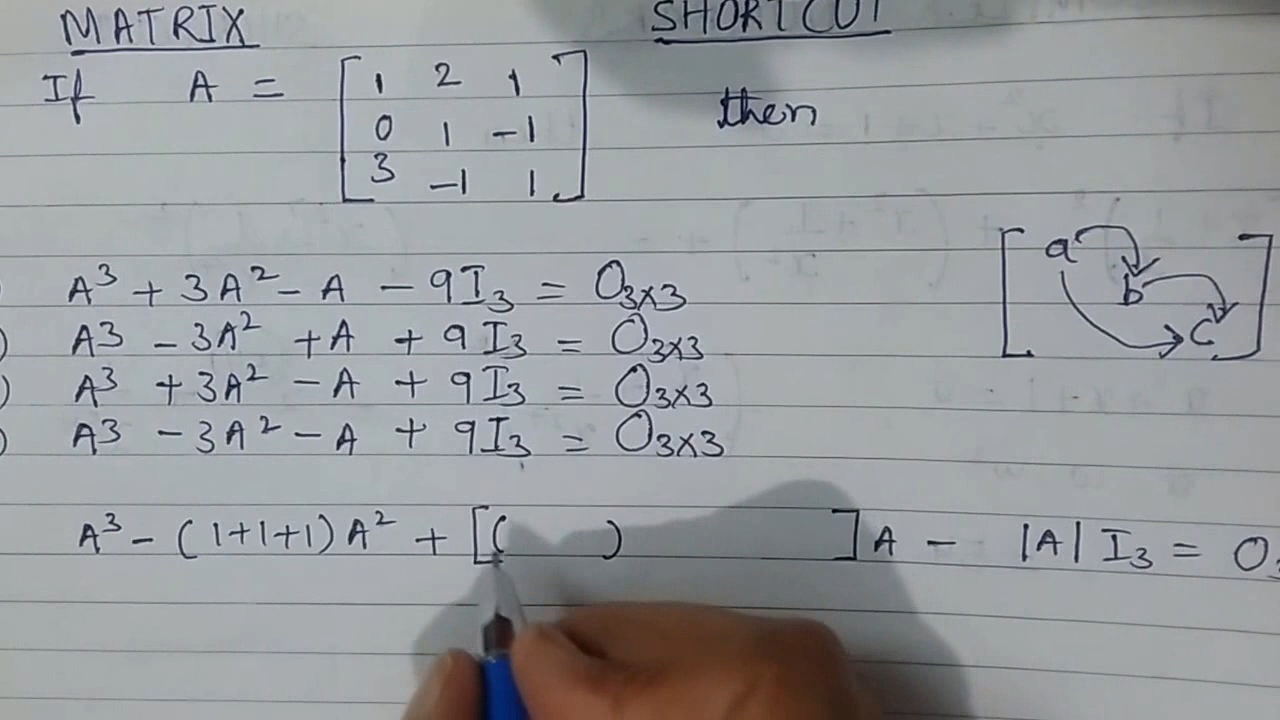 MATRIX SHORTCUT
If A = [ 1 2 1
0 1 -1
3 -1 1 ] then
[ a
b
c ]
) A³ + 3A² - A - 9I₃ = O₃ₓ₃
) A³ - 3A² + A + 9I₃ = O₃ₓ₃
) A³ + 3A² - A + 9I₃ = O₃ₓ₃
) A³ - 3A² - A + 9I₃ = O₃ₓ₃
A³ - (1+1+1)A² + [( ) ]A - |A| I₃ = O₃